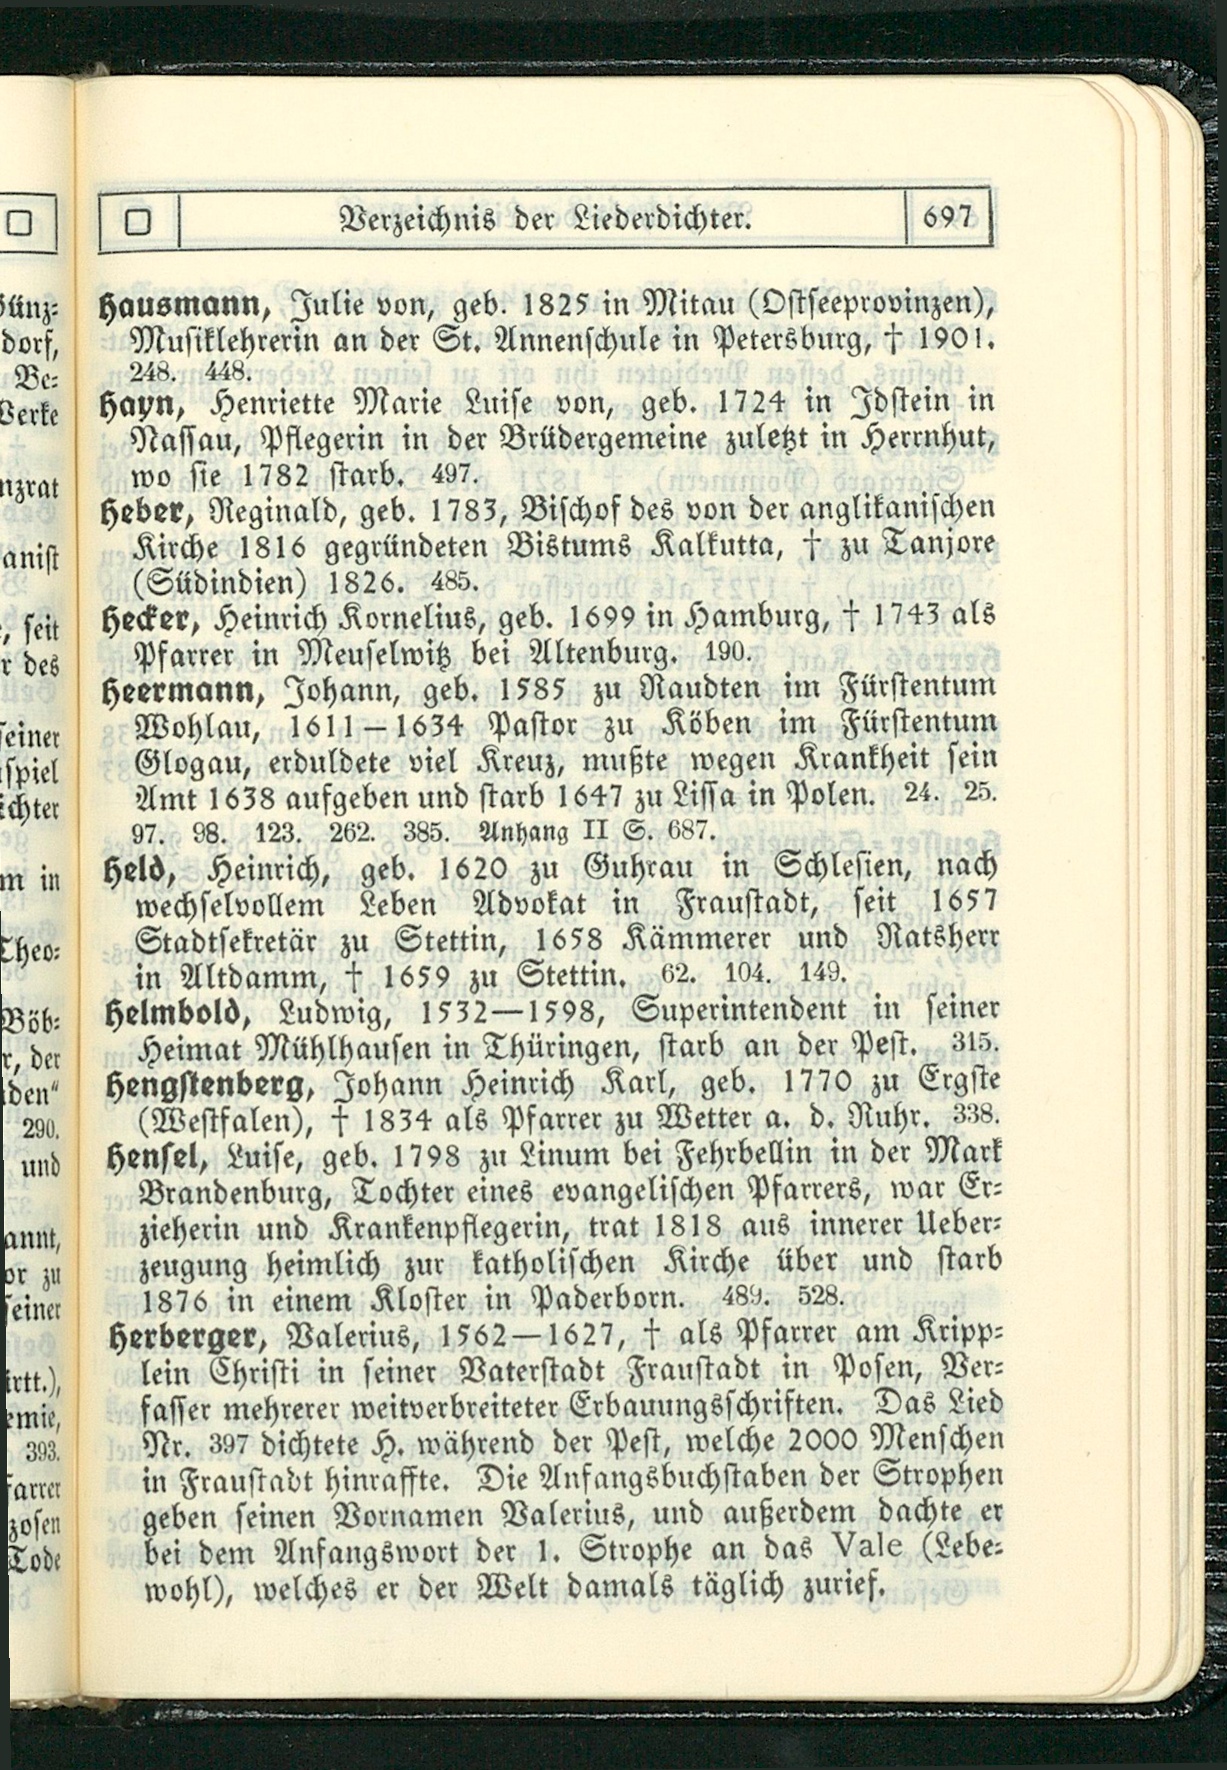 Verzeichnis der Liederdichter. 697
Hausmann, Julie von, geb. 1825 in Mitau (Ostseeprovinzen),
Musiklehrerin an der St. Annenschule in Petersburg, † 1901.
248. 448.
Hayn, Henriette Marie Luise von, geb. 1724 in Idstein in
Nassau, Pflegerin in der Brüdergemeine zuletzt in Herrnhut,
wo sie 1782 starb. 497.
Heber, Reginald, geb. 1783, Bischof des von der anglikanischen
Kirche 1816 gegründeten Bistums Kalkutta, † zu Tanjore
(Südindien) 1826. 485.
Hecker, Heinrich Kornelius, geb. 1699 in Hamburg, † 1743 als
Pfarrer in Meuselwitz bei Altenburg. 190.
Heermann, Johann, geb. 1585 zu Raudten im Fürstentum
Wohlau, 1611–1634 Pastor zu Köben im Fürstentum
Glogau, erduldete viel Kreuz, mußte wegen Krankheit sein
Amt 1638 aufgeben und starb 1647 zu Lissa in Polen. 24. 25.
97. 98. 123. 262. 385. Anhang II S. 687.
Held, Heinrich, geb. 1620 zu Guhrau in Schlesien, nach
wechselvollem Leben Advokat in Fraustadt, seit 1657
Stadtsekretär zu Stettin, 1658 Kämmerer und Ratsherr
in Altdamm, † 1659 zu Stettin. 62. 104. 149.
Helmbold, Ludwig, 1532—1598, Superintendent in seiner
Heimat Mühlhausen in Thüringen, starb an der Pest. 315.
Hengstenberg, Johann Heinrich Karl, geb. 1770 zu Ergste
(Westfalen), † 1834 als Pfarrer zu Wetter a. d. Ruhr. 338.
Hensel, Luise, geb. 1798 zu Linum bei Fehrbellin in der Mark
Brandenburg, Tochter eines evangelischen Pfarrers, war Er-
zieherin und Krankenpflegerin, trat 1818 aus innerer Ueber-
zeugung heimlich zur katholischen Kirche über und starb
1876 in einem Kloster in Paderborn. 489. 528.
Herberger, Valerius, 1562—1627, † als Pfarrer am Kripp-
lein Christi in seiner Vaterstadt Fraustadt in Posen, Ver-
fasser mehrerer weitverbreiteter Erbauungsschriften. Das Lied
Nr. 397 dichtete H. während der Pest, welche 2000 Menschen
in Fraustadt hinraffte. Die Anfangsbuchstaben der Strophen
geben seinen Vornamen Valerius, und außerdem dachte er
bei dem Anfangswort der 1. Strophe an das Vale (Lebe-
wohl), welches er der Welt damals täglich zurief.